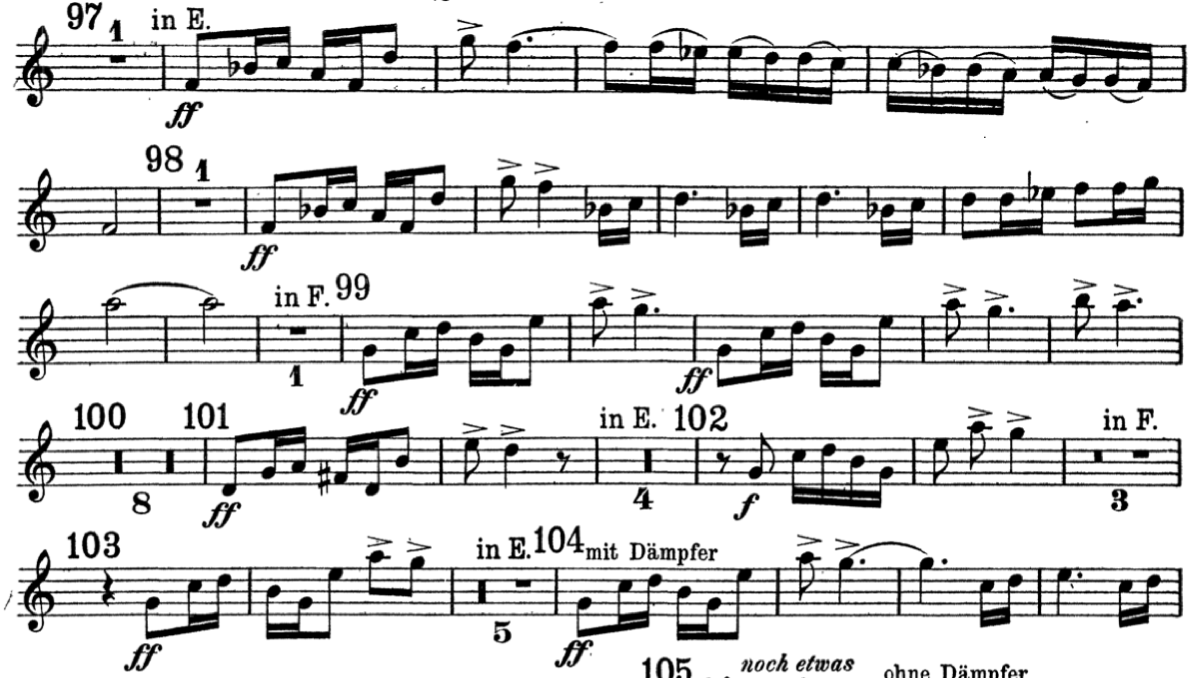 97 1 in E.
ff
98 1
ff
in F. 99
1 ff ff
100 101 in E. 102 in F.
8 ff 4 f 3
103 in E. 104 mit Dämpfer
ff 5 ff
105 noch etwas ohne Dämpfer